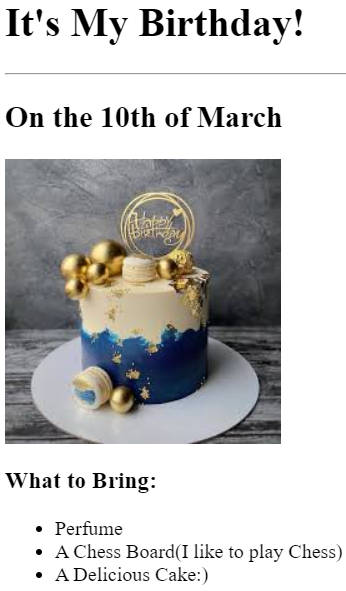 It's My Birthday!
On the 10th of March
Happy
Birthday
What to Bring:
Perfume
A Chess Board(I like to play Chess)
A Delicious Cake:)